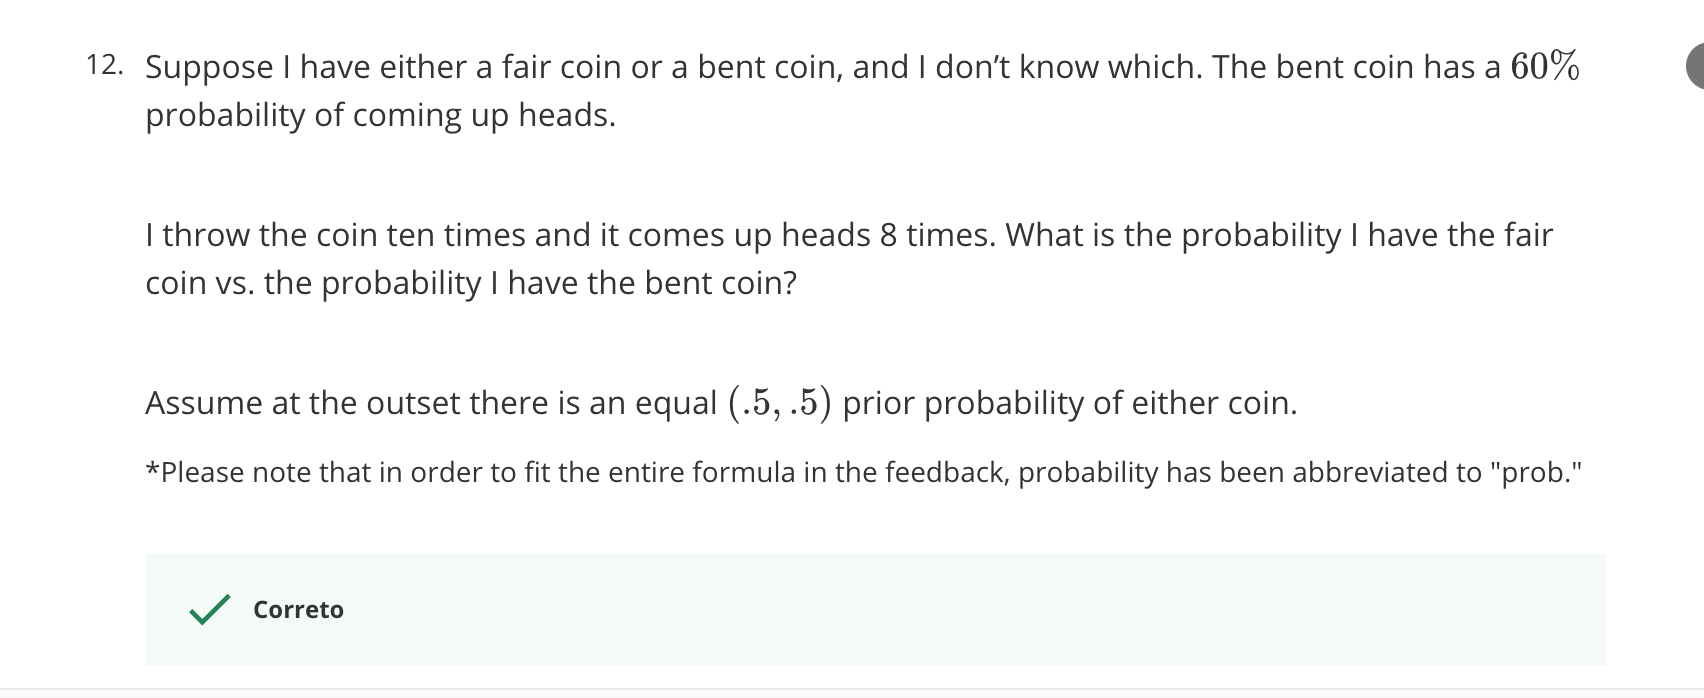 12. Suppose I have either a fair coin or a bent coin, and I don’t know which. The bent coin has a 60%
probability of coming up heads.
I throw the coin ten times and it comes up heads 8 times. What is the probability I have the fair
coin vs. the probability I have the bent coin?
Assume at the outset there is an equal (.5, .5) prior probability of either coin.
*Please note that in order to fit the entire formula in the feedback, probability has been abbreviated to "prob."
Correto